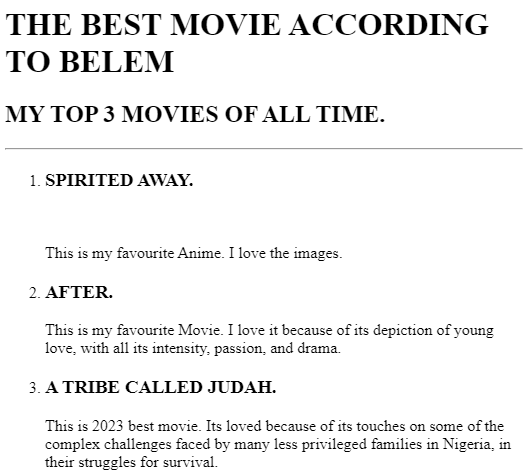 THE BEST MOVIE ACCORDING
TO BELEM
MY TOP 3 MOVIES OF ALL TIME.
1. SPIRITED AWAY.
This is my favourite Anime. I love the images.
2. AFTER.
This is my favourite Movie. I love it because of its depiction of young
love, with all its intensity, passion, and drama.
3. A TRIBE CALLED JUDAH.
This is 2023 best movie. Its loved because of its touches on some of the
complex challenges faced by many less privileged families in Nigeria, in
their struggles for survival.